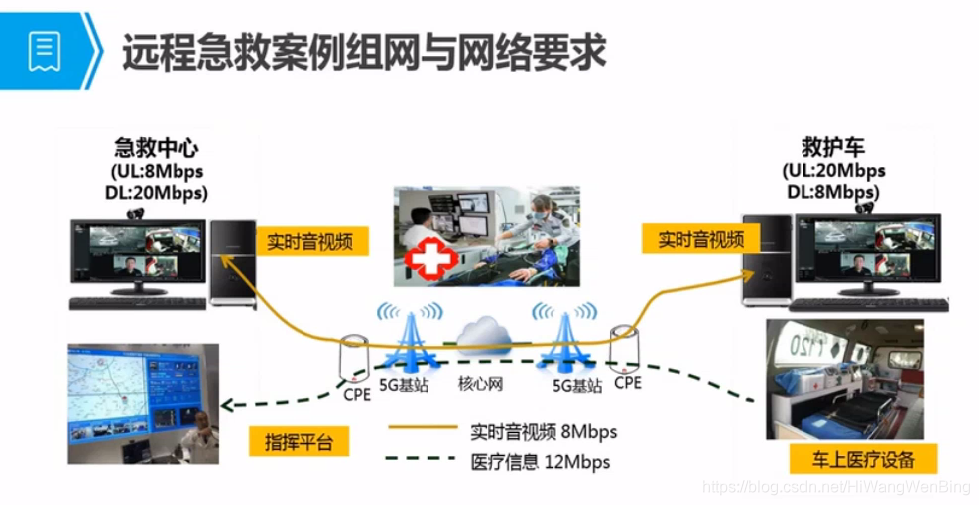 远程急救案例组网与网络要求
急救中心
(UL:8Mbps
DL:20Mbps)
救护车
(UL:20Mbps
DL:8Mbps)
实时音视频
实时音视频
120
CPE
5G基站
核心网
5G基站
CPE
指挥平台
实时音视频 8Mbps
医疗信息 12Mbps
车上医疗设备
https://blog.csdn.net/HiWangWenBing